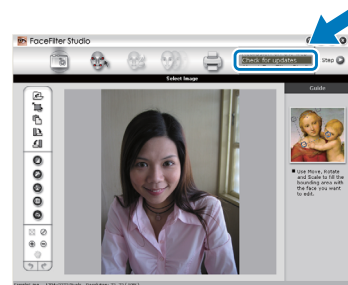 FaceFilter Studio
Check for updates
Step
Select Image
Guide
Use Move, Rotate
and Scale to fill the
bounding area with
the face you want
to edit.